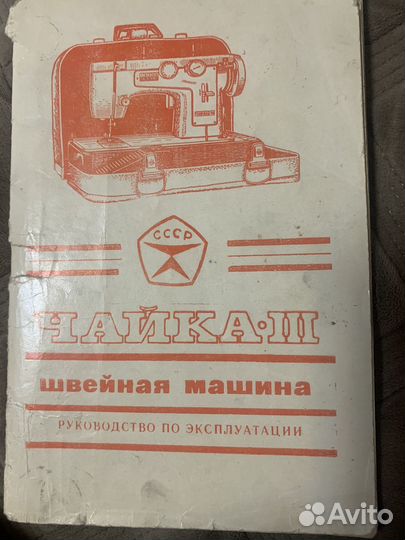 СССР
ЧАЙКА·III
швейная машина
РУКОВОДСТВО ПО ЭКСПЛУАТАЦИИ
Avito